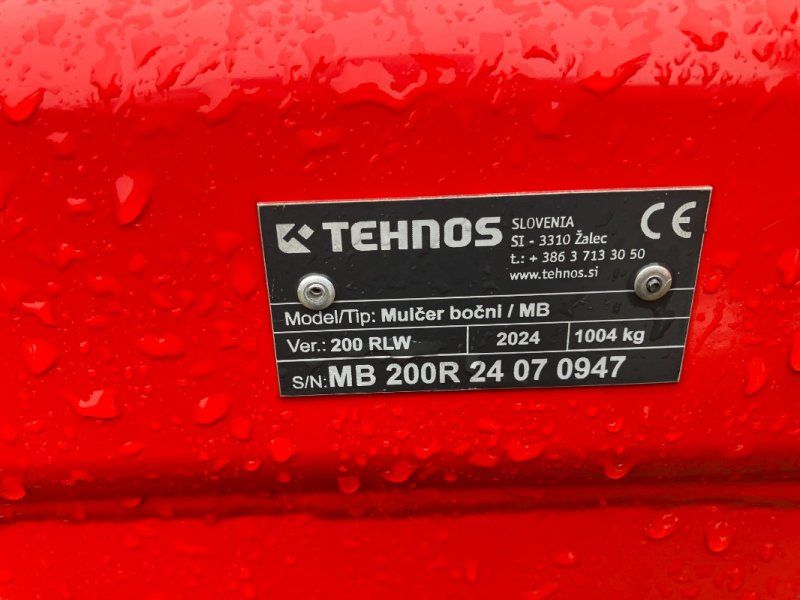 TEHNOS
SLOVENIA
SI - 3310 Žalec
t.: + 386 3 713 30 50
www.tehnos.si
CE
Model/Tip: Mulčer bočni / MB
Ver.: 200 RLW 2024 1004 kg
S/N: MB 200R 24 07 0947